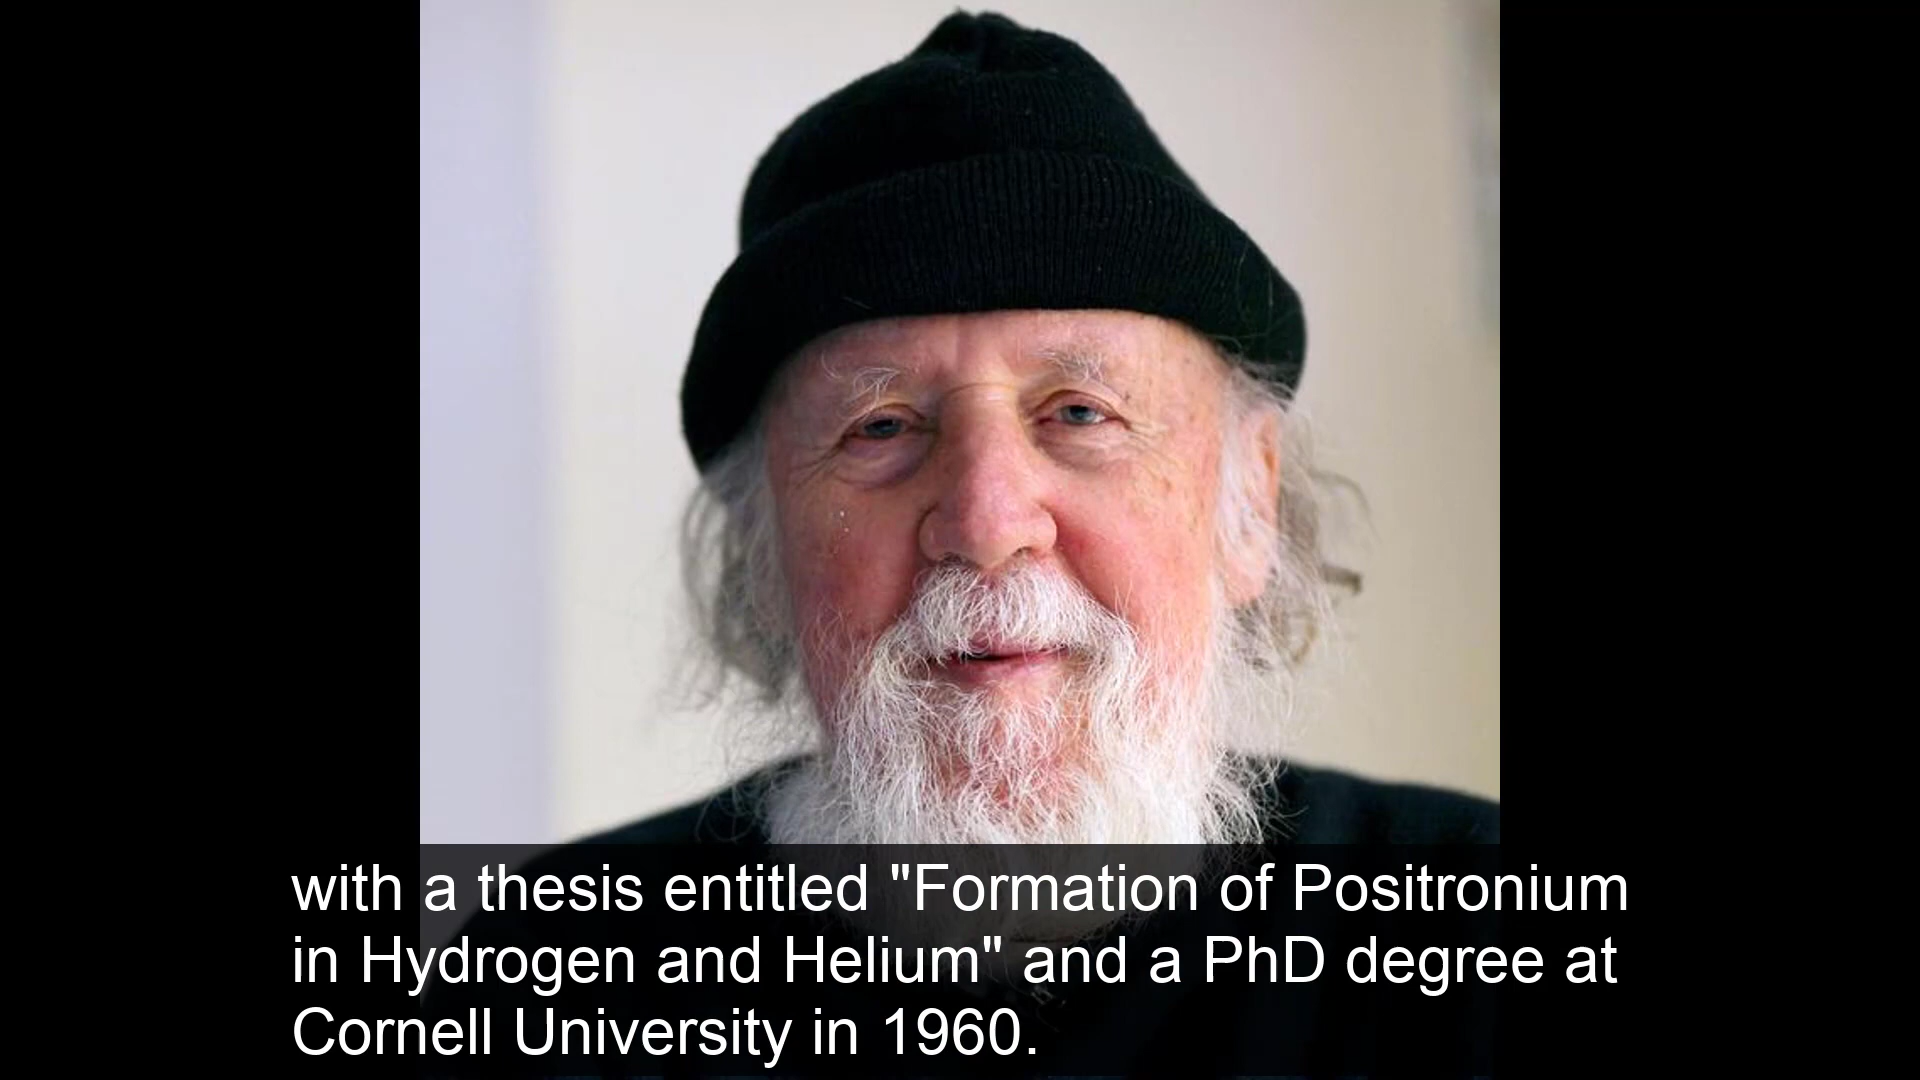 with a thesis entitled "Formation of Positronium
in Hydrogen and Helium" and a PhD degree at
Cornell University in 1960.